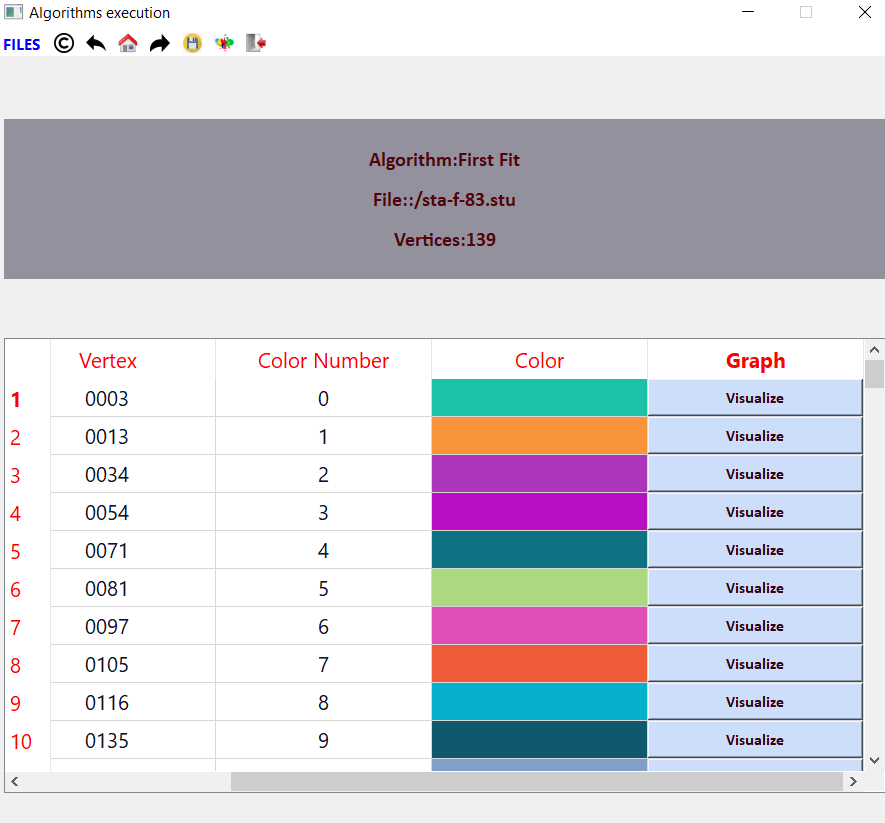 Algorithms execution
FILES
Algorithm:First Fit
File::/sta-f-83.stu
Vertices:139
Vertex Color Number Color Graph
1 0003 0 Visualize
2 0013 1 Visualize
3 0034 2 Visualize
4 0054 3 Visualize
5 0071 4 Visualize
6 0081 5 Visualize
7 0097 6 Visualize
8 0105 7 Visualize
9 0116 8 Visualize
10 0135 9 Visualize